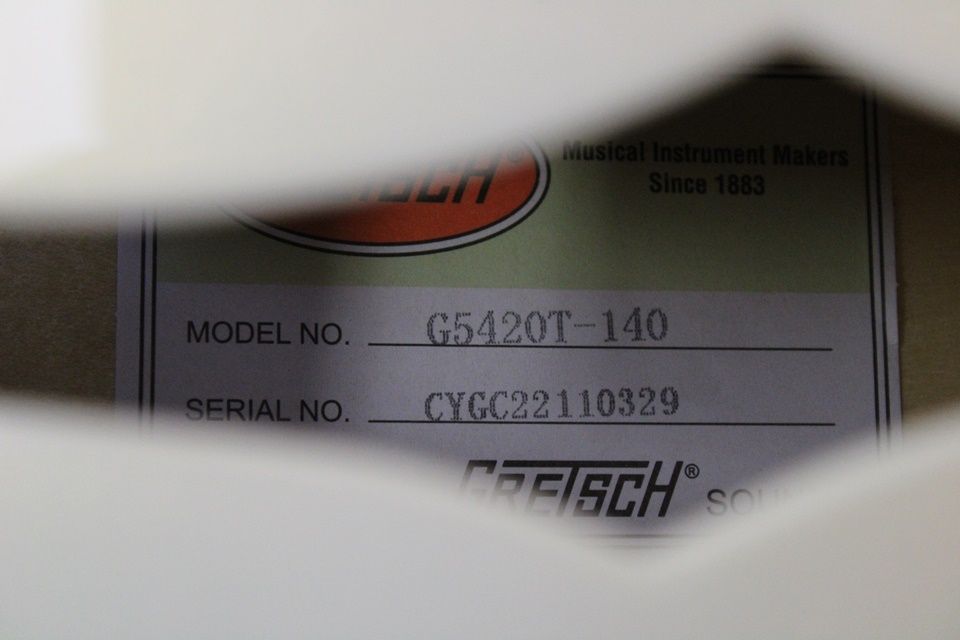 Musical Instrument Makers
Since 1883
MODEL NO. G5420T-140
SERIAL NO. CYGC22110329
GRETSCH®